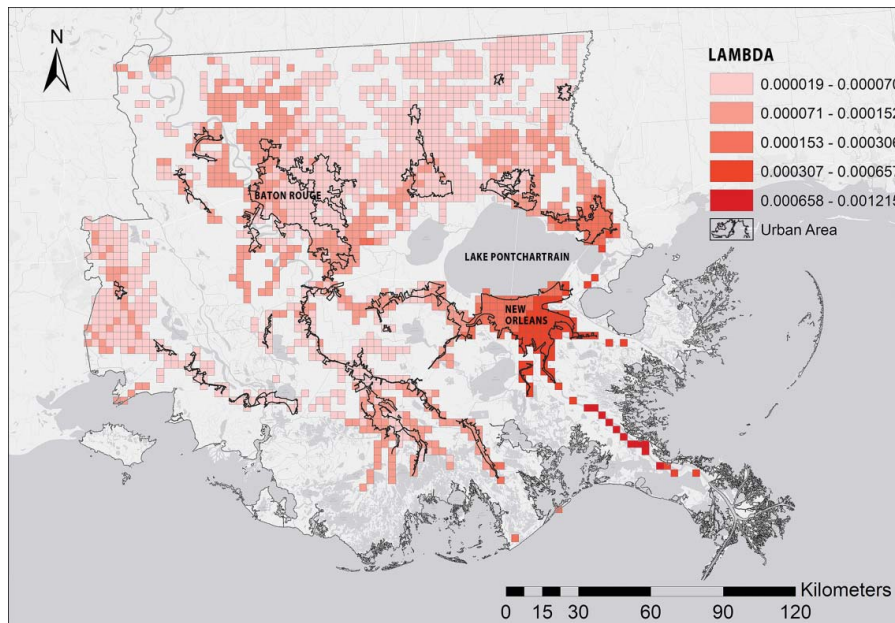 N
LAMBDA
0.000019 - 0.000070
0.000071 - 0.000152
0.000153 - 0.000306
0.000307 - 0.000657
0.000658 - 0.001215
Urban Area
BATON ROUGE
LAKE PONTCHARTRAIN
NEW
ORLEANS
Kilometers
0 15 30 60 90 120